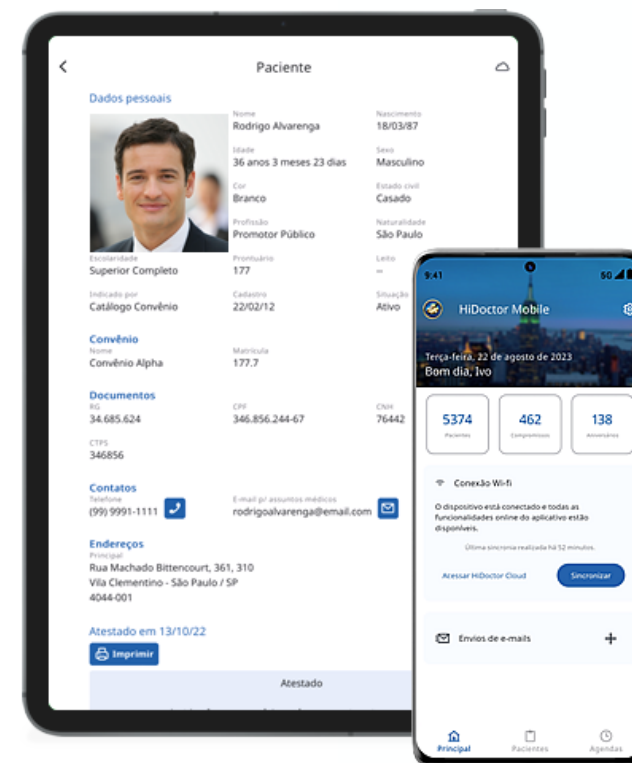 Paciente
Dados pessoais
Nome
Rodrigo Alvarenga
Nascimento
18/03/87
Idade
36 anos 3 meses 23 dias
Sexo
Masculino
Cor
Branco
Estado civil
Casado
Profissão
Promotor Público
Naturalidade
São Paulo
Escolaridade
Superior Completo
Prontuário
177
Leito
--
Indicado por
Catálogo Convênio
Cadastro
22/02/12
Situação
Ativo
Convênio
Nome
Convênio Alpha
Matrícula
177.7
Documentos
RG
34.685.624
CPF
346.856.244-67
CNH
76442
CTPS
346856
Contatos
Telefone
(99) 9991-1111
E-mail p/ assuntos médicos
rodrigoalvarenga@email.com
Endereços
Principal
Rua Machado Bittencourt, 361, 310
Vila Clementino - São Paulo / SP
4044-001
Atestado em 13/10/22
Imprimir
Atestado
9:41
5G
HiDoctor Mobile
Terça-feira, 22 de agosto de 2023
Bom dia, Ivo
5374
Pacientes
462
Compromissos
138
Aniversários
Conexão Wi-fi
O dispositivo está conectado e todas as
funcionalidades online do aplicativo estão
disponíveis.
Última sincronia realizada há 52 minutos.
Acessar HiDoctor Cloud
Sincronizar
Envios de e-mails
Principal
Pacientes
Agendas